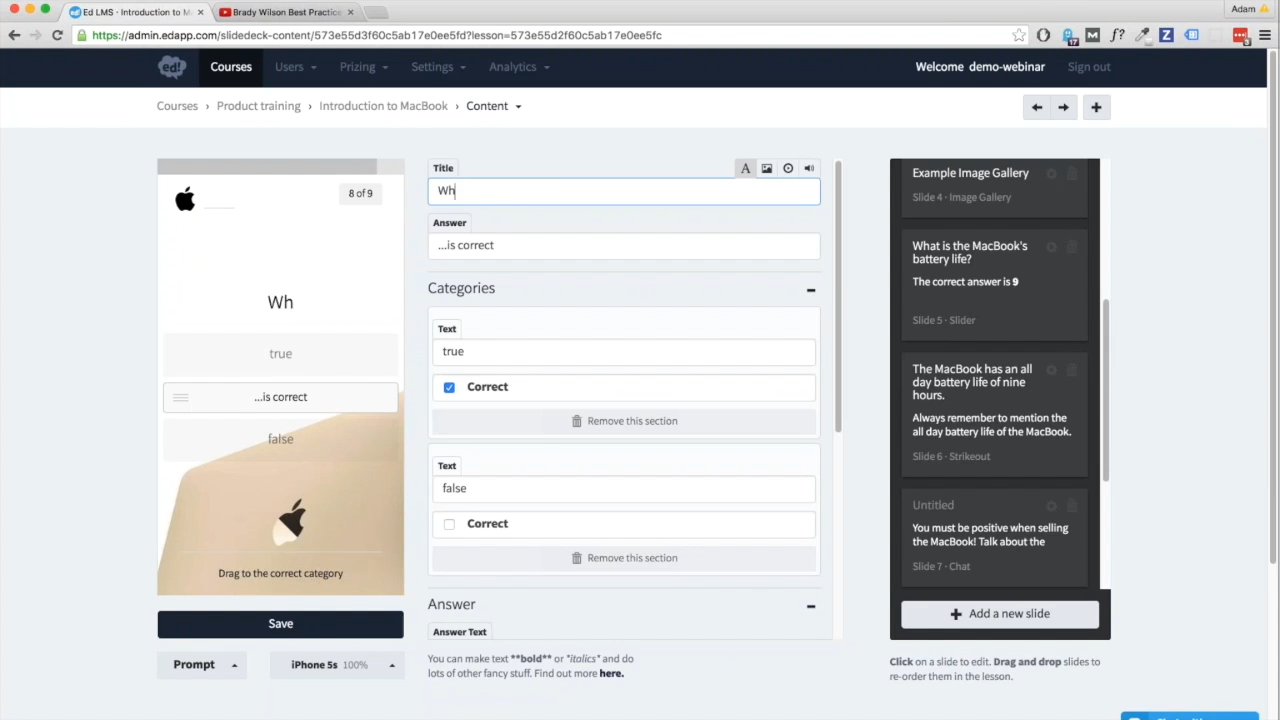 Ed LMS - Introduction to M
Brady Wilson Best Practice
Adam
https://admin.edapp.com/slidedeck-content/573e55d3f60c5ab17e0ee5fd?lesson=573e55d2f60c5ab17e0eefc
ed!
Courses
Users
Prizing
Settings
Analytics
Welcome demo-webinar
Sign out
Courses › Product training › Introduction to MacBook › Content
8 of 9
Wh
true
...is correct
false
Drag to the correct category
Save
Prompt
iPhone 5s 100%
Title
A
Wh
Answer
...is correct
Categories
Text
true
Correct
Remove this section
Text
false
Correct
Remove this section
Answer
Answer Text
You can make text **bold** or *italics* and do
lots of other fancy stuff. Find out more here.
Example Image Gallery
Slide 4 · Image Gallery
What is the MacBook's
battery life?
The correct answer is 9
Slide 5 · Slider
The MacBook has an all
day battery life of nine
hours.
Always remember to mention the
all day battery life of the MacBook.
Slide 6 · Strikeout
Untitled
You must be positive when selling
the MacBook! Talk about the
Slide 7 · Chat
Add a new slide
Click on a slide to edit. Drag and drop slides to
re-order them in the lesson.